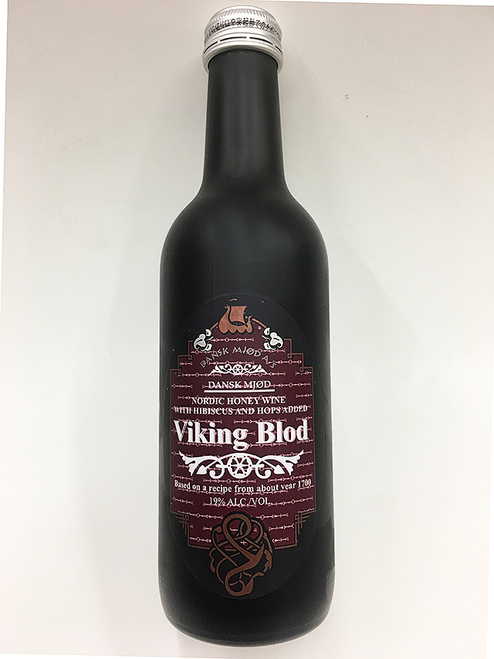 DANSK MJØD A/S
DANSK MJØD
NORDIC HONEY WINE
WITH HIBISCUS AND HOPS ADDED
Viking Blod
Based on a recipe from about year 1700
19% ALC./VOL.